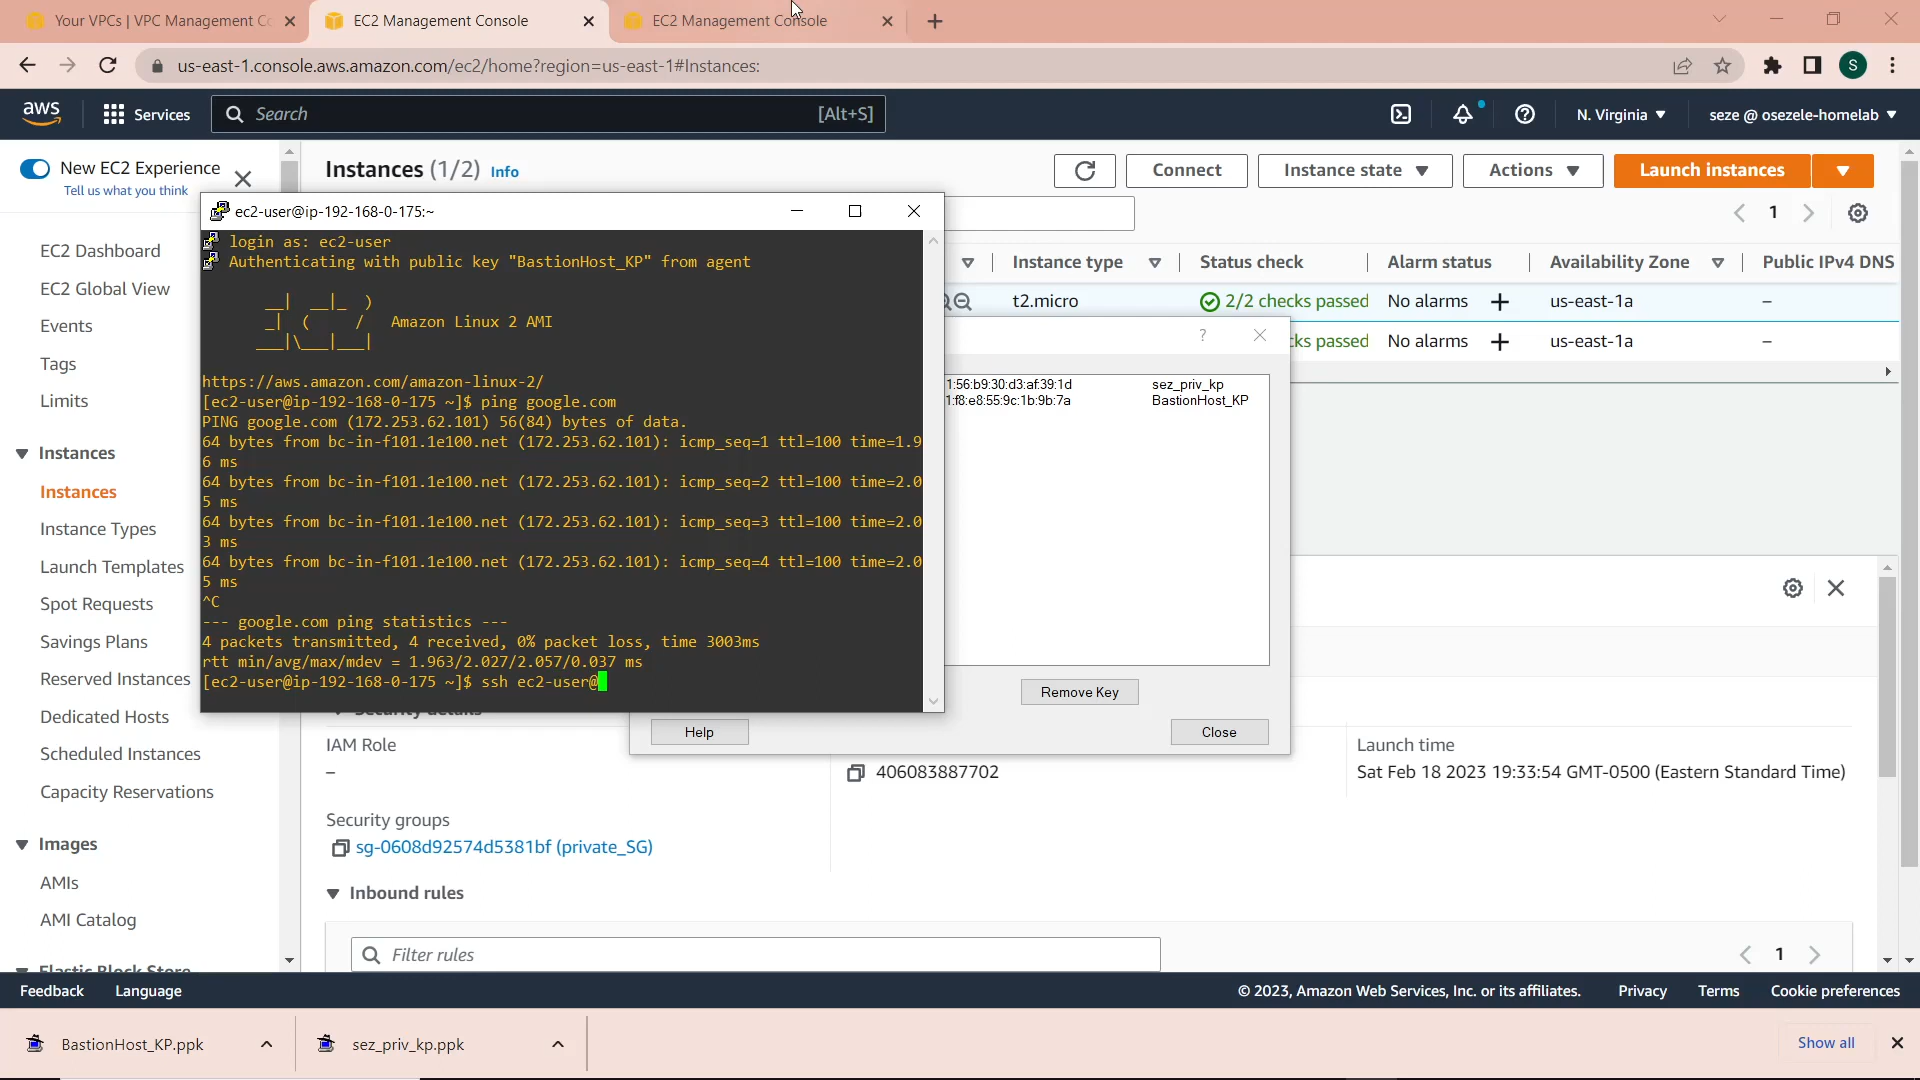 Your VPCs | VPC Management Co
EC2 Management Console
EC2 Management Console
us-east-1.console.aws.amazon.com/ec2/home?region=us-east-1#Instances:
S
aws
Services
Search
[Alt+S]
N. Virginia
seze @ osezele-homelab
New EC2 Experience
Tell us what you think
EC2 Dashboard
EC2 Global View
Events
Tags
Limits
Instances
Instances
Instance Types
Launch Templates
Spot Requests
Savings Plans
Reserved Instances
Dedicated Hosts
Scheduled Instances
Capacity Reservations
Images
AMIs
AMI Catalog
Elastic Block Store
Instances (1/2) Info
Connect
Instance state
Actions
Launch instances
1
Instance type
Status check
Alarm status
Availability Zone
Public IPv4 DNS
t2.micro
2/2 checks passed
No alarms +
us-east-1a
–
cks passed
No alarms +
us-east-1a
–
ec2-user@ip-192-168-0-175:~
login as: ec2-user
Authenticating with public key "BastionHost_KP" from agent
__| __|_ )
_| ( / Amazon Linux 2 AMI
___|\___|___|
https://aws.amazon.com/amazon-linux-2/
[ec2-user@ip-192-168-0-175 ~]$ ping google.com
PING google.com (172.253.62.101) 56(84) bytes of data.
64 bytes from bc-in-f101.1e100.net (172.253.62.101): icmp_seq=1 ttl=100 time=1.9
6 ms
64 bytes from bc-in-f101.1e100.net (172.253.62.101): icmp_seq=2 ttl=100 time=2.0
5 ms
64 bytes from bc-in-f101.1e100.net (172.253.62.101): icmp_seq=3 ttl=100 time=2.0
3 ms
64 bytes from bc-in-f101.1e100.net (172.253.62.101): icmp_seq=4 ttl=100 time=2.0
5 ms
^C
--- google.com ping statistics ---
4 packets transmitted, 4 received, 0% packet loss, time 3003ms
rtt min/avg/max/mdev = 1.963/2.027/2.057/0.037 ms
[ec2-user@ip-192-168-0-175 ~]$ ssh ec2-user@
?
1:56:b9:30:d3:af:39:1d sez_priv_kp
1:f8:e8:55:9c:1b:9b:7a BastionHost_KP
Remove Key
Help
Close
Security details
IAM Role
–
406083887702
Launch time
Sat Feb 18 2023 19:33:54 GMT-0500 (Eastern Standard Time)
Security groups
sg-0608d92574d5381bf (private_SG)
Inbound rules
Filter rules
1
Feedback
Language
© 2023, Amazon Web Services, Inc. or its affiliates.
Privacy
Terms
Cookie preferences
BastionHost_KP.ppk
sez_priv_kp.ppk
Show all